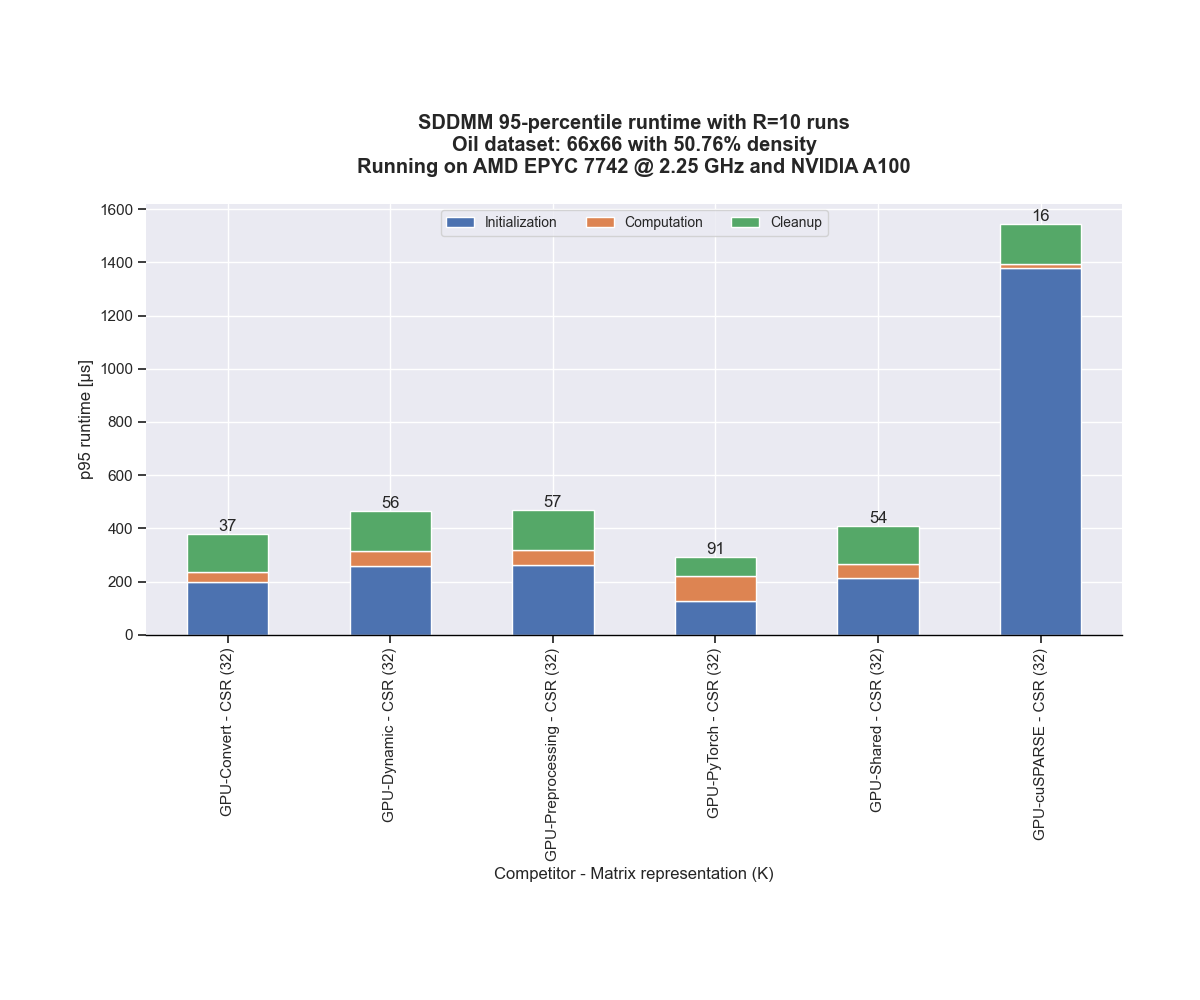 SDDMM 95-percentile runtime with R=10 runs
Oil dataset: 66x66 with 50.76% density
Running on AMD EPYC 7742 @ 2.25 GHz and NVIDIA A100
Initialization
Computation
Cleanup
p95 runtime [µs]
1600
1400
1200
1000
800
600
400
200
0
37
56
57
91
54
16
GPU-Convert - CSR (32)
GPU-Dynamic - CSR (32)
GPU-Preprocessing - CSR (32)
GPU-PyTorch - CSR (32)
GPU-Shared - CSR (32)
GPU-cuSPARSE - CSR (32)
Competitor - Matrix representation (K)